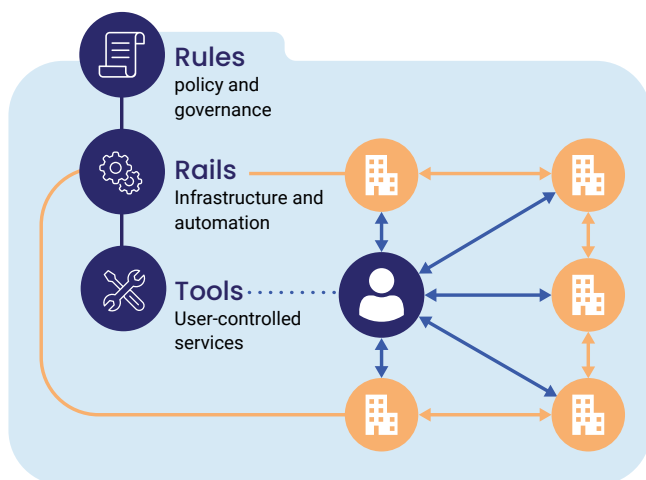 Rules
policy and
governance
Rails
Infrastructure and
automation
Tools
User-controlled
services